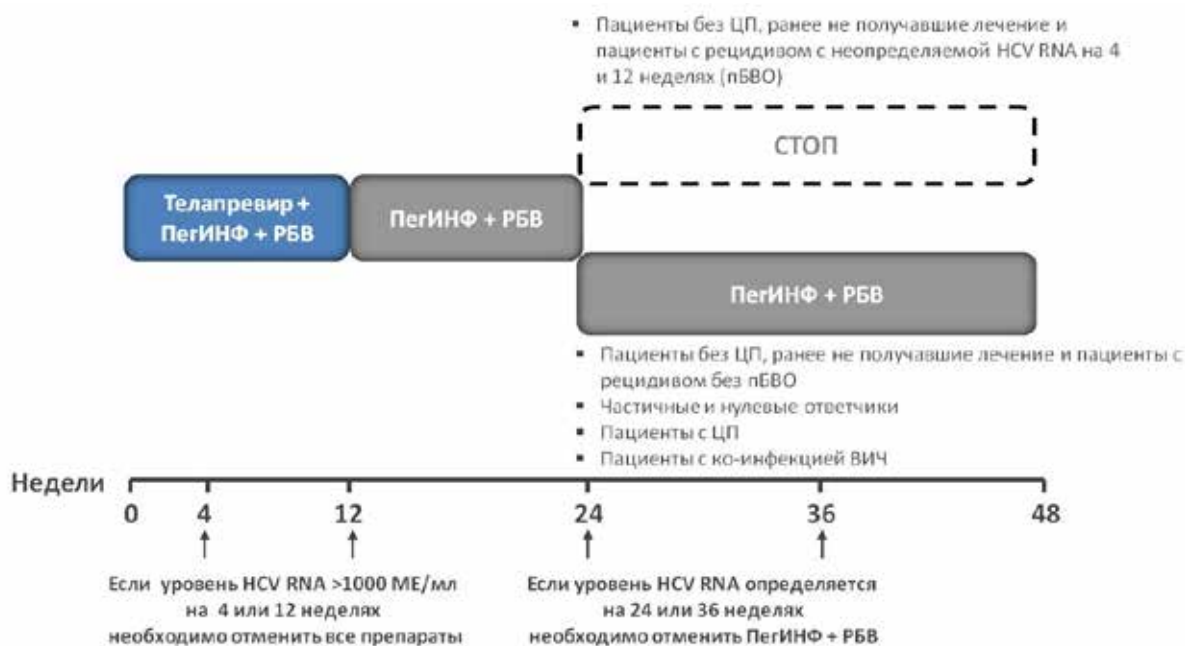 ▪ Пациенты без ЦП, ранее не получавшие лечение и
пациенты с рецидивом с неопределяемой HCV RNA на 4
и 12 неделях (пБВО)
СТОП
Телапревир +
ПегИНФ + РБВ
ПегИНФ + РБВ
ПегИНФ + РБВ
▪ Пациенты без ЦП, ранее не получавшие лечение и пациенты с
рецидивом без пБВО
▪ Частичные и нулевые ответчики
▪ Пациенты с ЦП
▪ Пациенты с ко-инфекцией ВИЧ
Недели
0 4 12 24 36 48
Если уровень HCV RNA >1000 МЕ/мл
на 4 или 12 неделях
необходимо отменить все препараты
Если уровень HCV RNA определяется
на 24 или 36 неделях
необходимо отменить ПегИНФ + РБВ